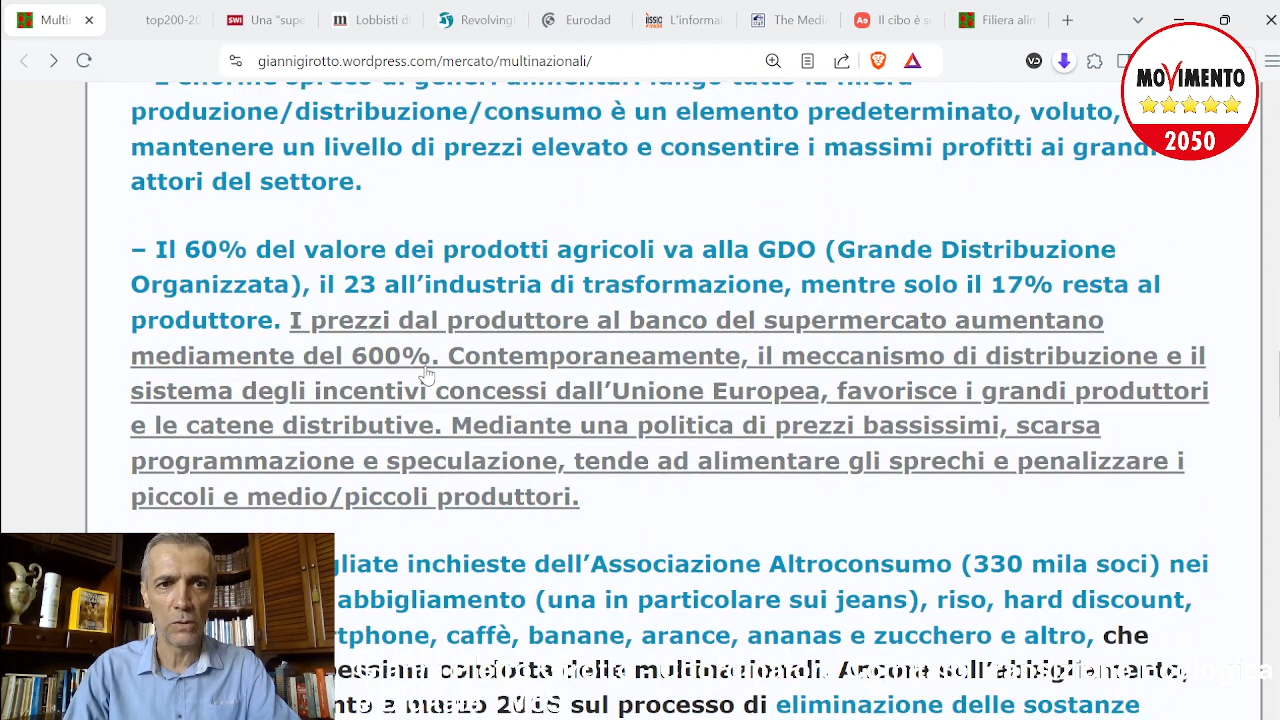 Multin
top200-20
SWI Una "supe
m Lobbisti d
Revolving
Eurodad
iissic L'informa
The Medi
Ao Il cibo è s
Filiera alim
giannigirotto.wordpress.com/mercato/multinazionali/
MOVIMENTO
2050
produzione/distribuzione/consumo è un elemento predeterminato, voluto,
mantenere un livello di prezzi elevato e consentire i massimi profitti ai grandi
attori del settore.
– Il 60% del valore dei prodotti agricoli va alla GDO (Grande Distribuzione
Organizzata), il 23 all'industria di trasformazione, mentre solo il 17% resta al
produttore. I prezzi dal produttore al banco del supermercato aumentano
mediamente del 600%. Contemporaneamente, il meccanismo di distribuzione e il
sistema degli incentivi concessi dall'Unione Europea, favorisce i grandi produttori
e le catene distributive. Mediante una politica di prezzi bassissimi, scarsa
programmazione e speculazione, tende ad alimentare gli sprechi e penalizzare i
piccoli e medio/piccoli produttori.
gliate inchieste dell'Associazione Altroconsumo (330 mila soci) nei
abbigliamento (una in particolare sui jeans), riso, hard discount,
rtphone, caffè, banane, arance, ananas e zucchero e altro, che
sul processo di eliminazione delle sostanze